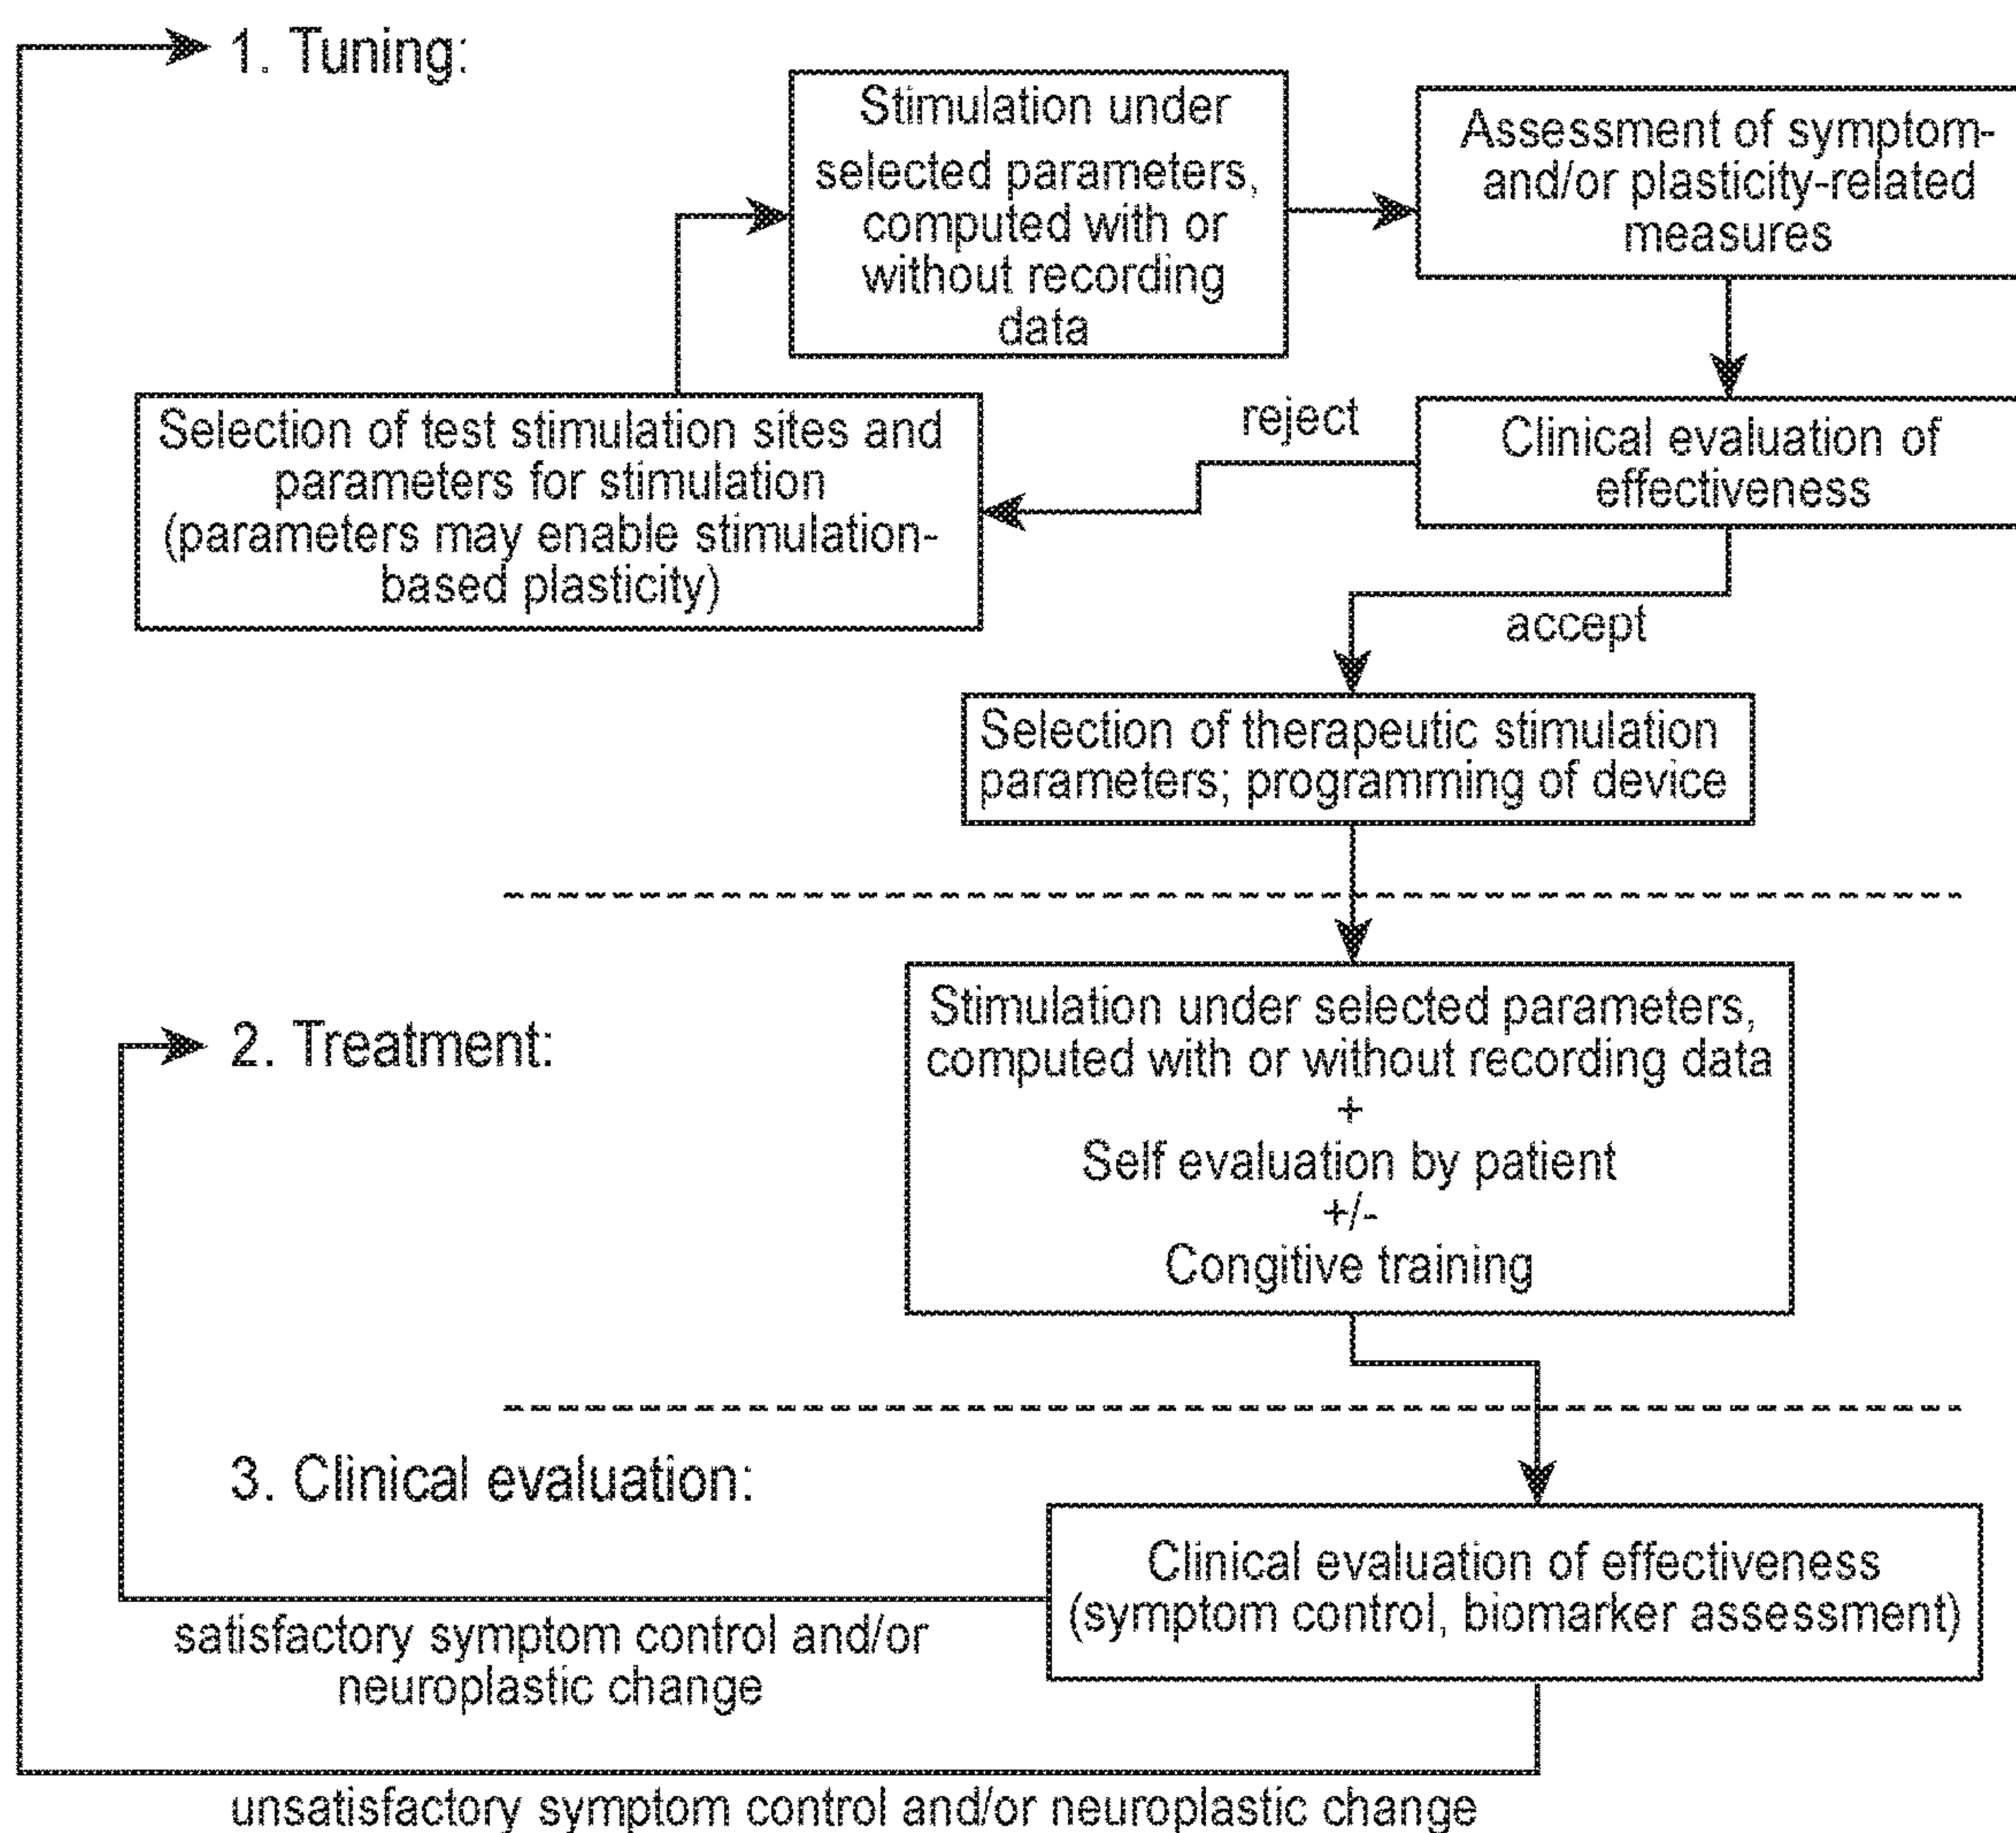 1. Tuning:
Stimulation under
selected parameters,
computed with or
without recording
data
Assessment of symptom-
and/or plasticity-related
measures
Selection of test stimulation sites and
parameters for stimulation
(parameters may enable stimulation-
based plasticity)
reject
Clinical evaluation of
effectiveness
accept
Selection of therapeutic stimulation
parameters; programming of device
2. Treatment:
Stimulation under selected parameters,
computed with or without recording data
+
Self evaluation by patient
+/-
Congitive training
3. Clinical evaluation:
Clinical evaluation of effectiveness
(symptom control, biomarker assessment)
satisfactory symptom control and/or
neuroplastic change
unsatisfactory symptom control and/or neuroplastic change